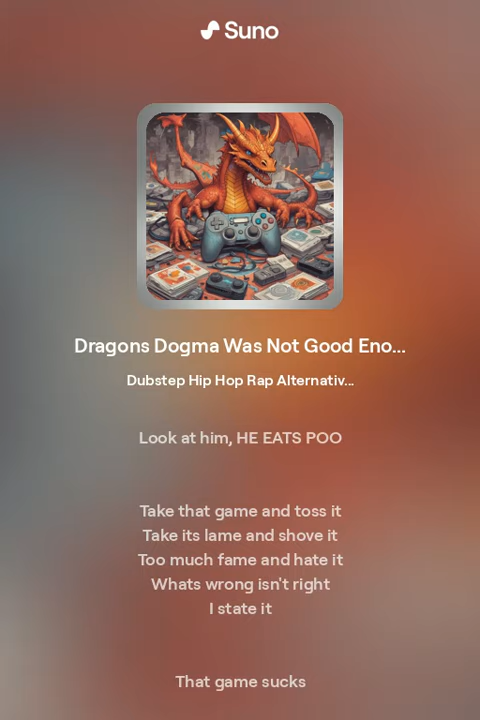 Suno
Dragons Dogma Was Not Good Eno...
Dubstep Hip Hop Rap Alternativ...
Look at him, HE EATS POO
Take that game and toss it
Take its lame and shove it
Too much fame and hate it
Whats wrong isn't right
I state it
That game sucks